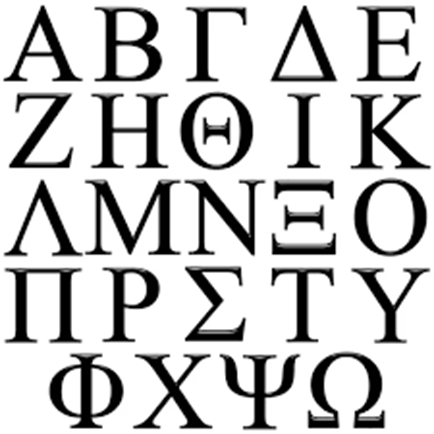 Α Β Γ Δ Ε
Ζ Η Θ Ι Κ
Λ Μ Ν Ξ Ο
Π Ρ Σ Τ Υ
Φ Χ Ψ Ω